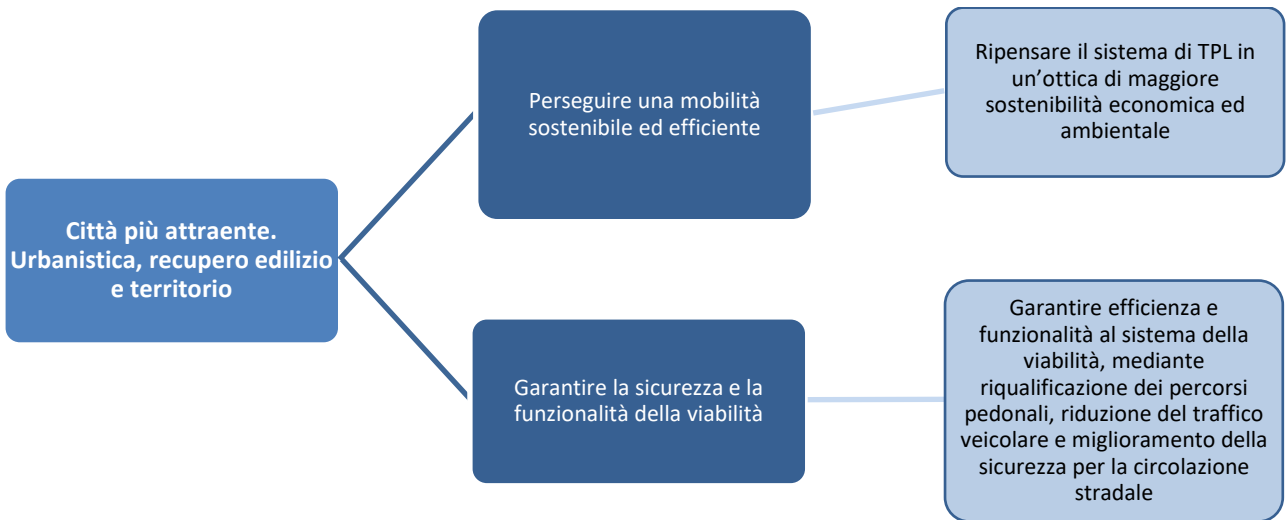 Città più attraente.
Urbanistica, recupero edilizio
e territorio
Perseguire una mobilità
sostenibile ed efficiente
Ripensare il sistema di TPL in
un’ottica di maggiore
sostenibilità economica ed
ambientale
Garantire la sicurezza e la
funzionalità della viabilità
Garantire efficienza e
funzionalità al sistema della
viabilità, mediante
riqualificazione dei percorsi
pedonali, riduzione del traffico
veicolare e miglioramento della
sicurezza per la circolazione
stradale